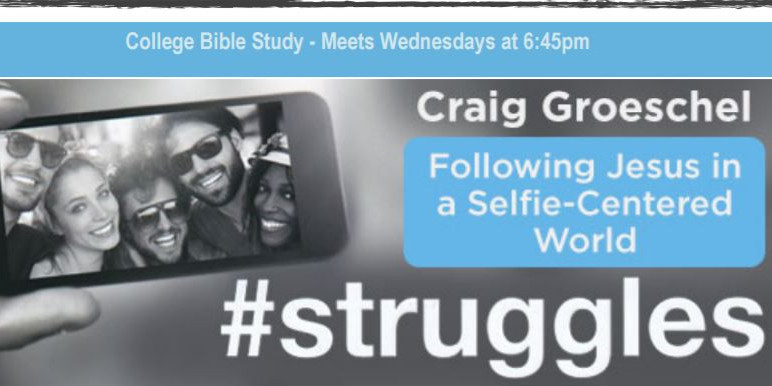 College Bible Study - Meets Wednesdays at 6:45pm
Craig Groeschel
Following Jesus in
a Selfie-Centered
World
#struggles